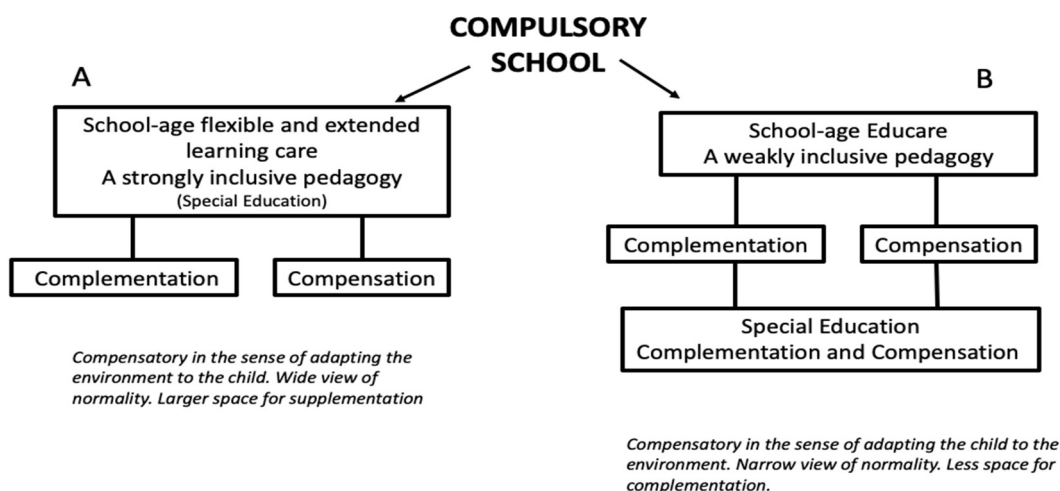 COMPULSORY
SCHOOL
A
School-age flexible and extended
learning care
A strongly inclusive pedagogy
(Special Education)
Complementation
Compensation
Compensatory in the sense of adapting the
environment to the child. Wide view of
normality. Larger space for supplementation
B
School-age Educare
A weakly inclusive pedagogy
Complementation
Compensation
Special Education
Complementation and Compensation
Compensatory in the sense of adapting the child to the
environment. Narrow view of normality. Less space for
complementation.